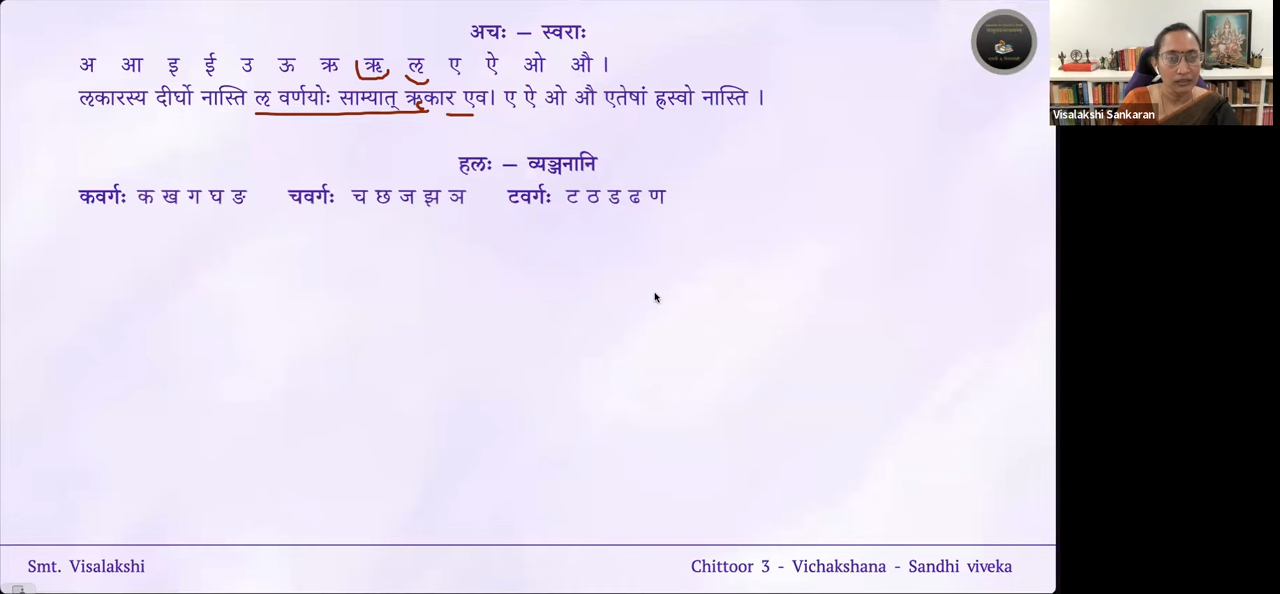 अचः – स्वराः
अ आ इ ई उ ऊ ऋ ॠ ऌ ए ऐ ओ औ ।
ऌकारस्य दीर्घो नास्ति ऌ वर्णयोः साम्यात् ॠकार एव। ए ऐ ओ औ एतेषां ह्रस्वो नास्ति ।
हलः – व्यञ्जनानि
कवर्गः क ख ग घ ङ चवर्गः च छ ज झ ञ टवर्गः ट ठ ड ढ ण
Visalakshi Sankaran
Smt. Visalakshi
Chittoor 3 - Vichakshana - Sandhi viveka